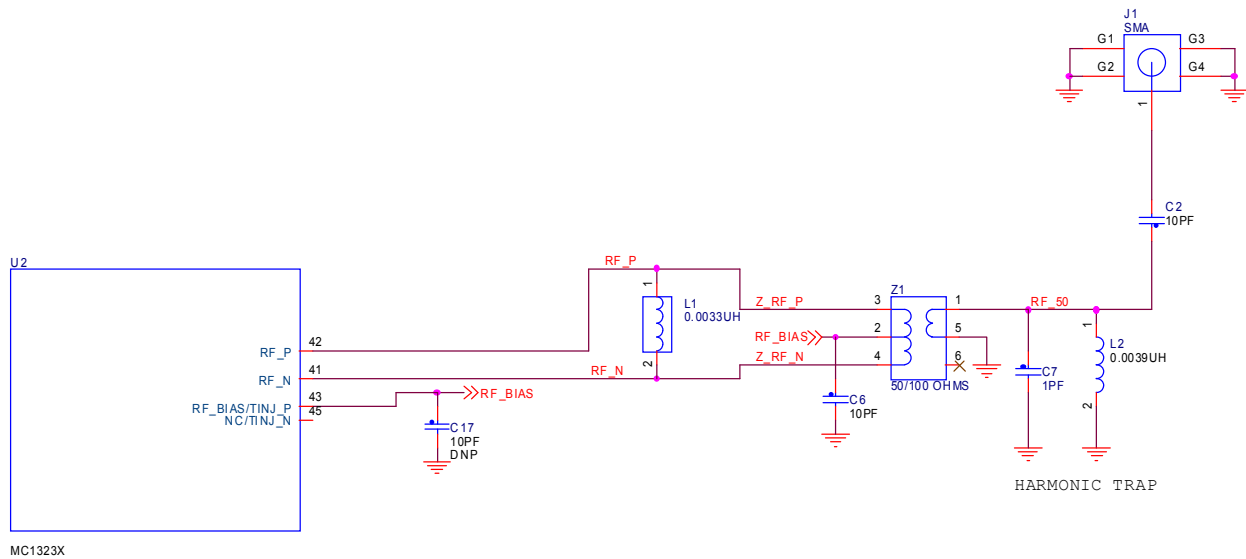 J1
SMA
G1
G3
G2
G4
1
C2
10PF
U2
RF_P
1
L1
0.0033UH
2
RF_N
Z_RF_P
3
Z1
1
RF_50
RF_BIAS
2
5
Z_RF_N
4
6
50/100 OHMS
1
L2
0.0039UH
2
C7
1PF
C6
10PF
RF_P
42
RF_N
41
RF_BIAS/TINJ_P
43
NC/TINJ_N
45
RF_BIAS
C17
10PF
DNP
HARMONIC TRAP
MC1323X